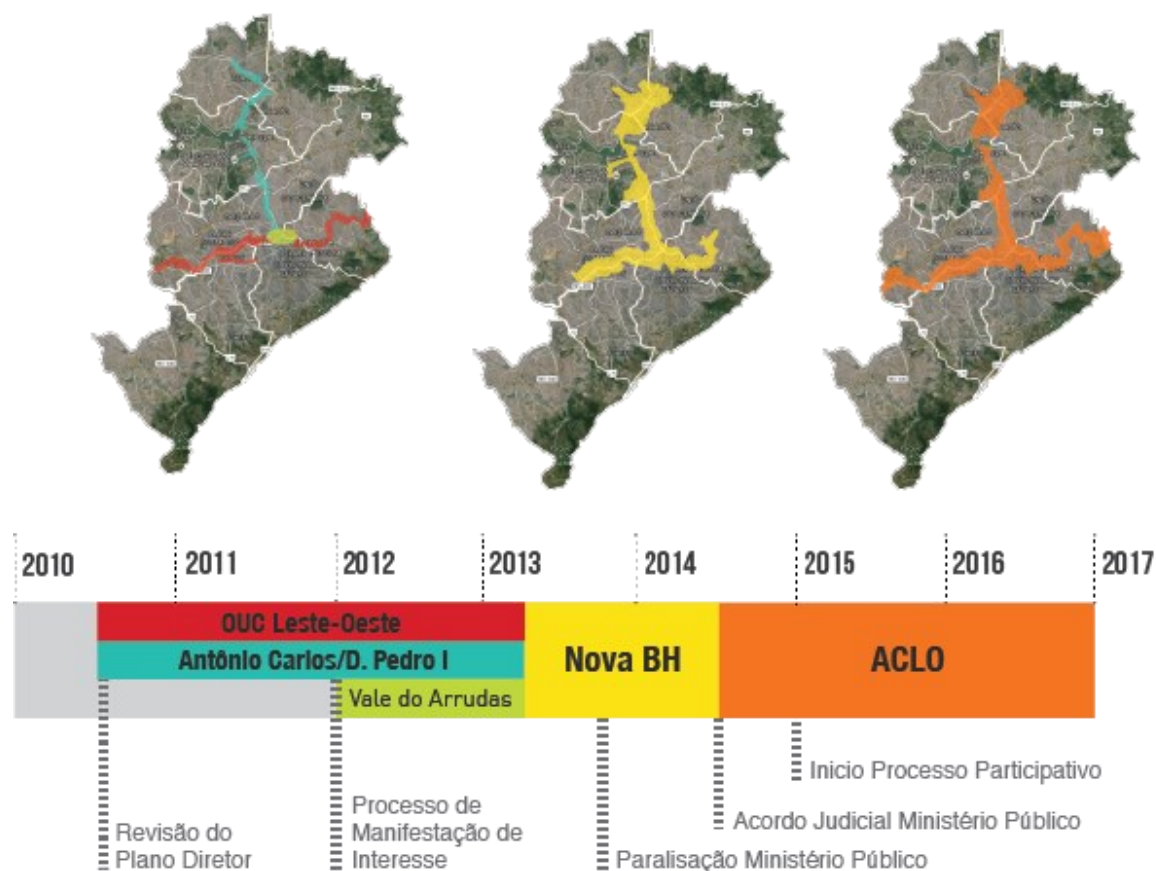 2010
2011
2012
2013
2014
2015
2016
2017
OUC Leste-Oeste
Antônio Carlos/D. Pedro I
Vale do Arrudas
Nova BH
ACLO
Inicio Processo Participativo
Acordo Judicial Ministério Público
Paralisação Ministério Público
Processo de
Manifestação de
Interesse
Revisão do
Plano Diretor